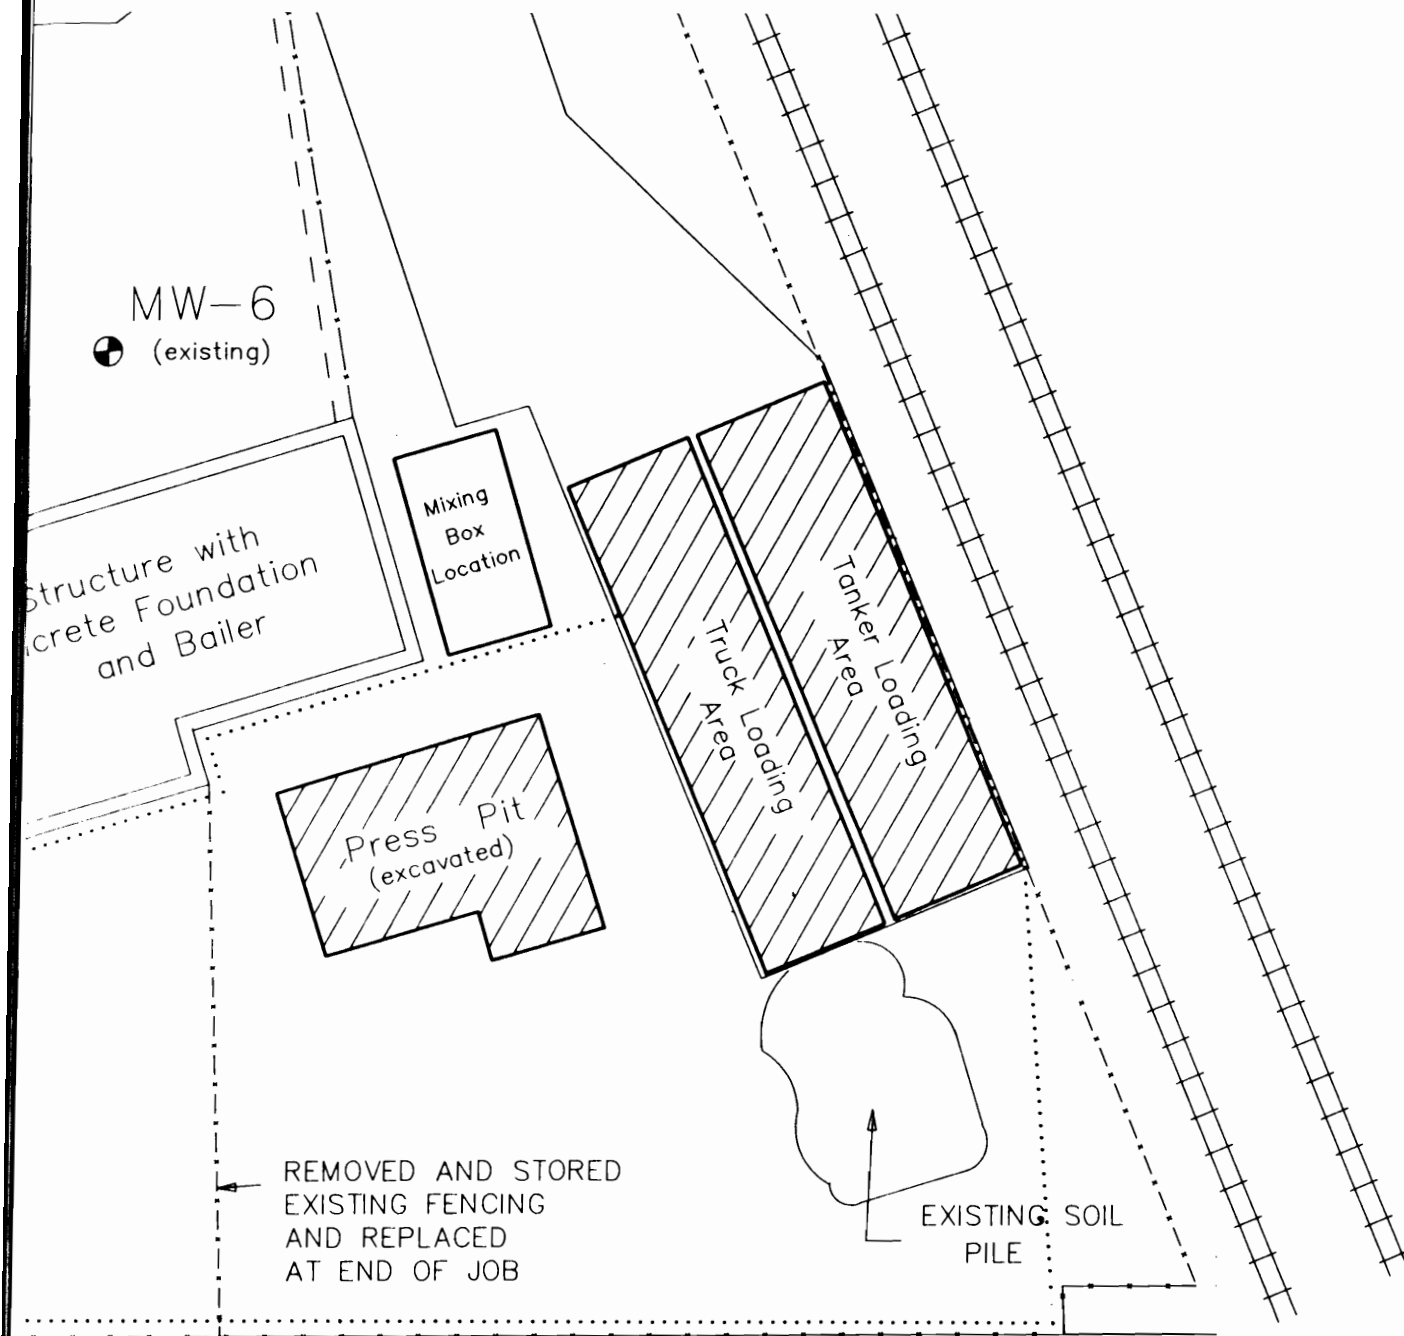 MW-6
(existing)
Structure with
crete Foundation
and Bailer
Mixing
Box
Location
Truck Loading
Area
Tanker Loading
Area
Press Pit
(excavated)
REMOVED AND STORED
EXISTING FENCING
AND REPLACED
AT END OF JOB
EXISTING SOIL
PILE